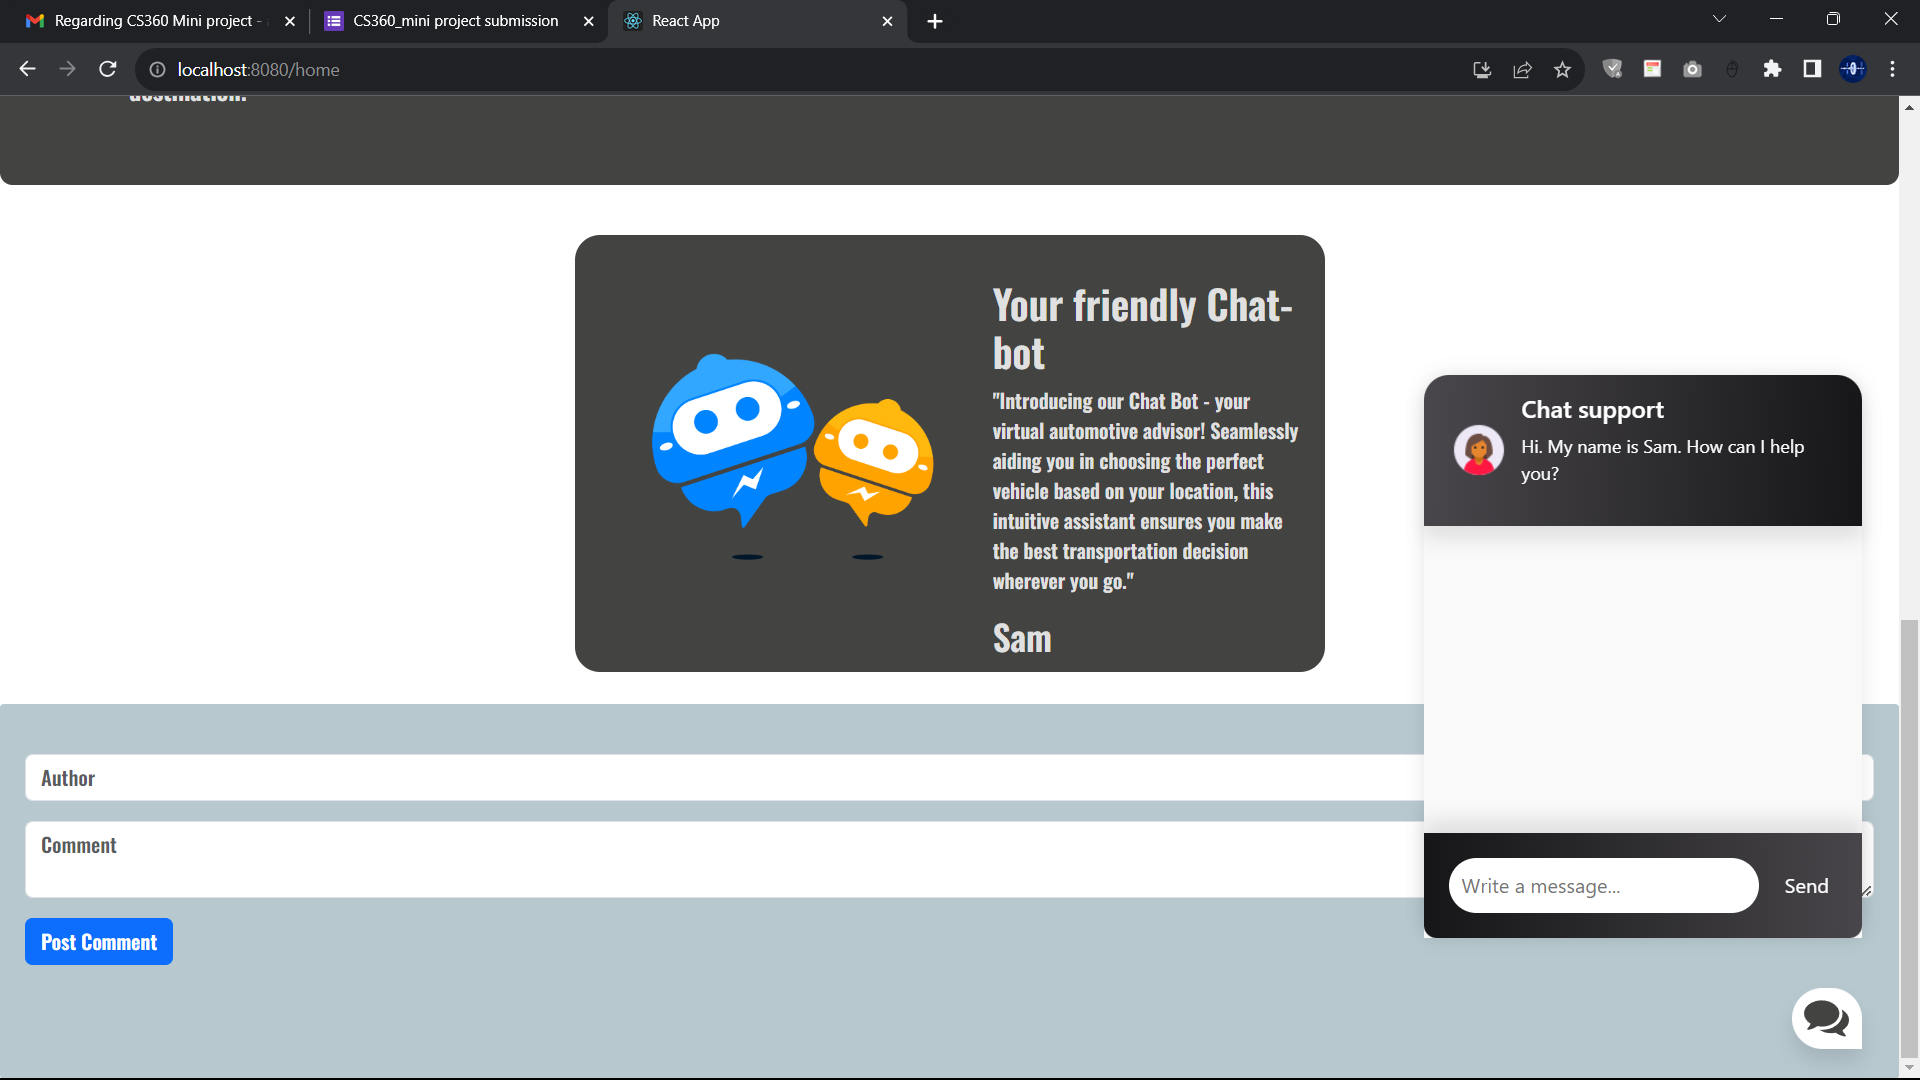 Regarding CS360 Mini project -
CS360_mini project submission
React App
localhost:8080/home
destination.
Your friendly Chat-
bot
"Introducing our Chat Bot - your
virtual automotive advisor! Seamlessly
aiding you in choosing the perfect
vehicle based on your location, this
intuitive assistant ensures you make
the best transportation decision
wherever you go."
Sam
Chat support
Hi. My name is Sam. How can I help
you?
Author
Comment
Write a message...
Send
Post Comment